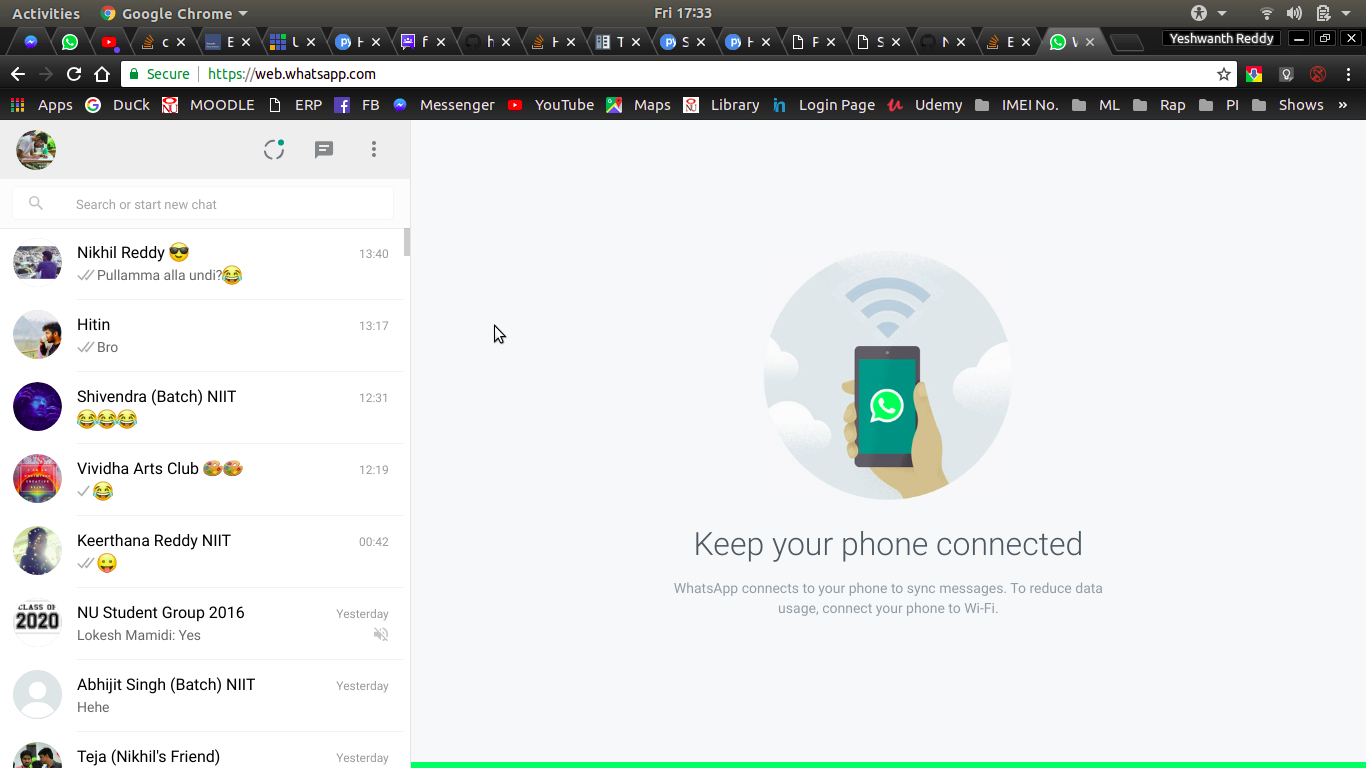 Activities Google Chrome Fri 17:33
Yeshwanth Reddy
Secure https://web.whatsapp.com
Apps DuCk MOODLE ERP FB Messenger YouTube Maps Library Login Page Udemy IMEI No. ML Rap PI Shows »
Search or start new chat
Nikhil Reddy 😎 13:40
Pullamma alla undi?😂
Hitin 13:17
Bro
Shivendra (Batch) NIIT 12:31
😂😂😂
Vividha Arts Club 🎨🎨 12:19
😂
Keerthana Reddy NIIT 00:42
😛
CLASS OF
2020
NU Student Group 2016 Yesterday
Lokesh Mamidi: Yes
Abhijit Singh (Batch) NIIT Yesterday
Hehe
Teja (Nikhil's Friend) Yesterday
Keep your phone connected
WhatsApp connects to your phone to sync messages. To reduce data
usage, connect your phone to Wi-Fi.